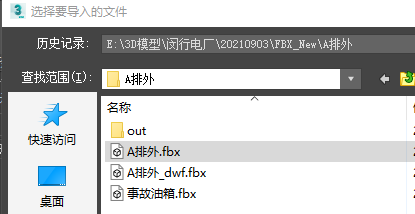 选择要导入的文件
历史记录: E:\3D模型\闵行电厂\20210903\FBX_New\A排外
查找范围(I): A排外
名称
快速访问
out
A排外.fbx
A排外_dwf.fbx
桌面
事故油箱.fbx